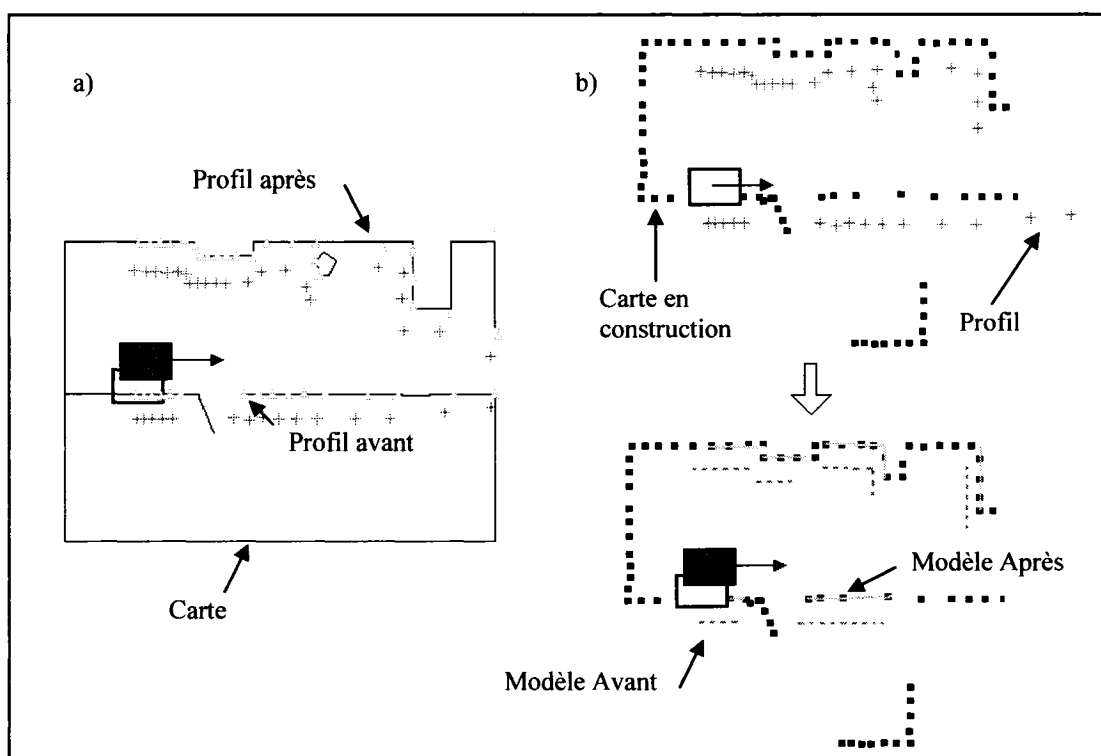 a)
Profil après
Profil avant
Carte
b)
Carte en
construction
Profil
Modèle Après
Modèle Avant